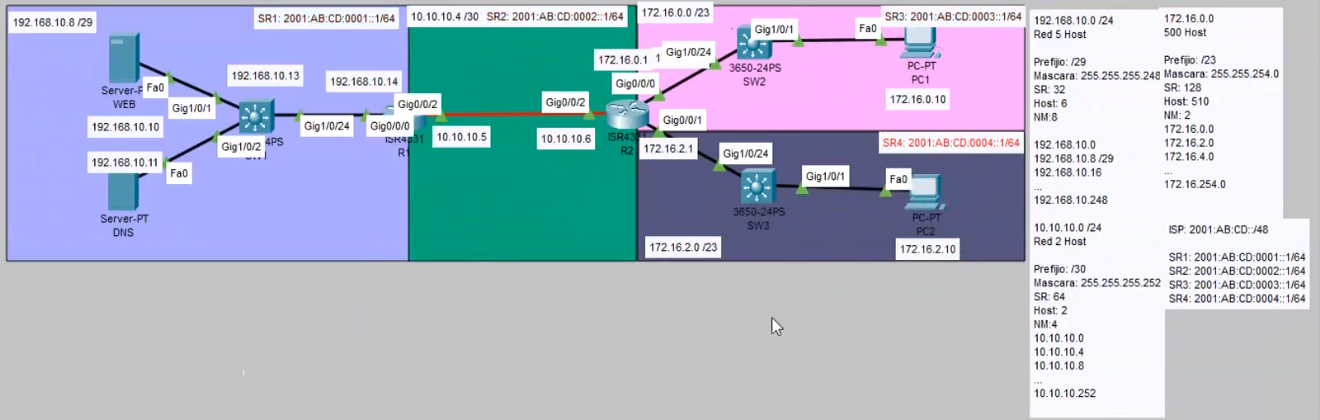 192.168.10.8 /29
SR1: 2001:AB:CD:0001::1/64
10.10.10.4 /30
SR2: 2001:AB:CD:0002::1/64
172.16.0.0 /23
SR3: 2001:AB:CD:0003::1/64
Server-P
WEB
Fa0
Gig1/0/1
192.168.10.13
192.168.10.14
192.168.10.10
Gig1/0/24
Gig0/0/0
Gig0/0/2
4PS
Gig1/0/2
192.168.10.11
Fa0
Server-PT
DNS
ISR4331
R1
10.10.10.5
Gig0/0/2
10.10.10.6
R2
172.16.0.1
1
Gig1/0/24
Gig0/0/0
Gig1/0/1
3650-24PS
SW2
Fa0
PC-PT
PC1
172.16.0.10
Gig0/0/1
SR4: 2001:AB:CD:0004::1/64
172.16.2.1
Gig1/0/24
3650-24PS
SW3
Gig1/0/1
Fa0
PC-PT
PC2
172.16.2.10
172.16.2.0 /23
192.168.10.0 /24
Red 5 Host
Prefijio: /29
Mascara: 255.255.255.248
SR: 32
Host: 6
NM:8
192.168.10.0
192.168.10.8 /29
192.168.10.16
...
192.168.10.248
10.10.10.0 /24
Red 2 Host
Prefijio: /30
Mascara: 255.255.255.252
SR: 64
Host: 2
NM:4
10.10.10.0
10.10.10.4
10.10.10.8
...
10.10.10.252
172.16.0.0
500 Host
Prefijio: /23
Mascara: 255.255.254.0
SR: 128
Host: 510
NM: 2
172.16.0.0
172.16.2.0
172.16.4.0
...
172.16.254.0
ISP: 2001:AB:CD::/48
SR1: 2001:AB:CD:0001::1/64
SR2: 2001:AB:CD:0002::1/64
SR3: 2001:AB:CD:0003::1/64
SR4: 2001:AB:CD:0004::1/64